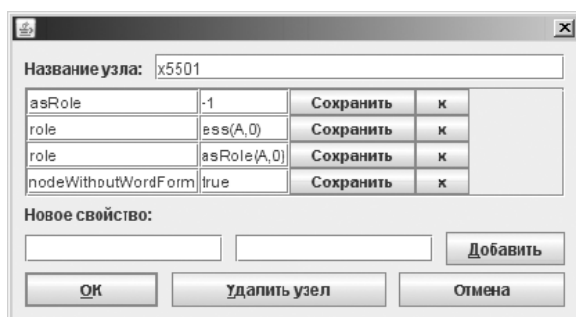 Название узла: x5501
asRole -1 Сохранить к
role ess(A,0) Сохранить к
role asRole(A,0) Сохранить к
nodeWithoutWordForm true Сохранить к
Новое свойство:
Добавить
ОК Удалить узел Отмена